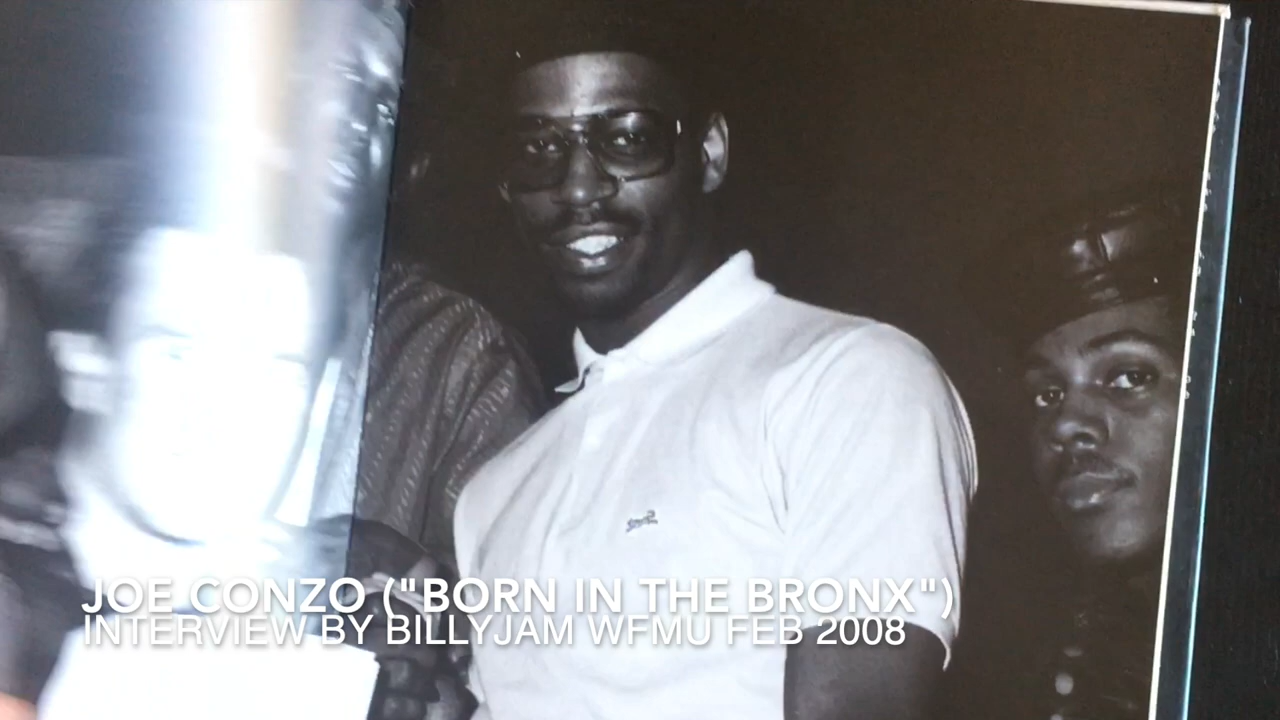 JOE CONZO ("BORN IN THE BRONX")
INTERVIEW BY BILLYJAM WFMU FEB 2008